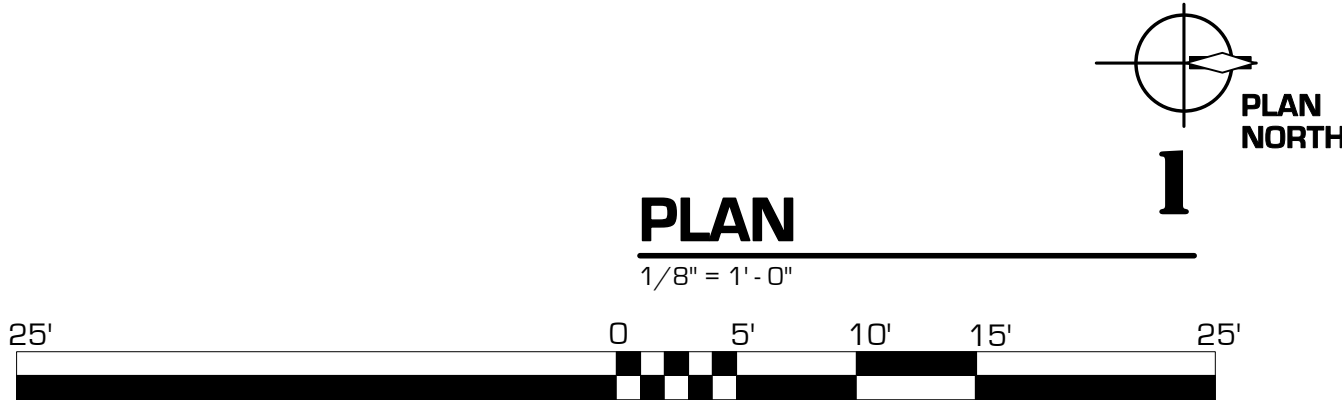 PLAN
NORTH
1
PLAN
1/8" = 1'-0"
25' 0 5' 10' 15' 25'